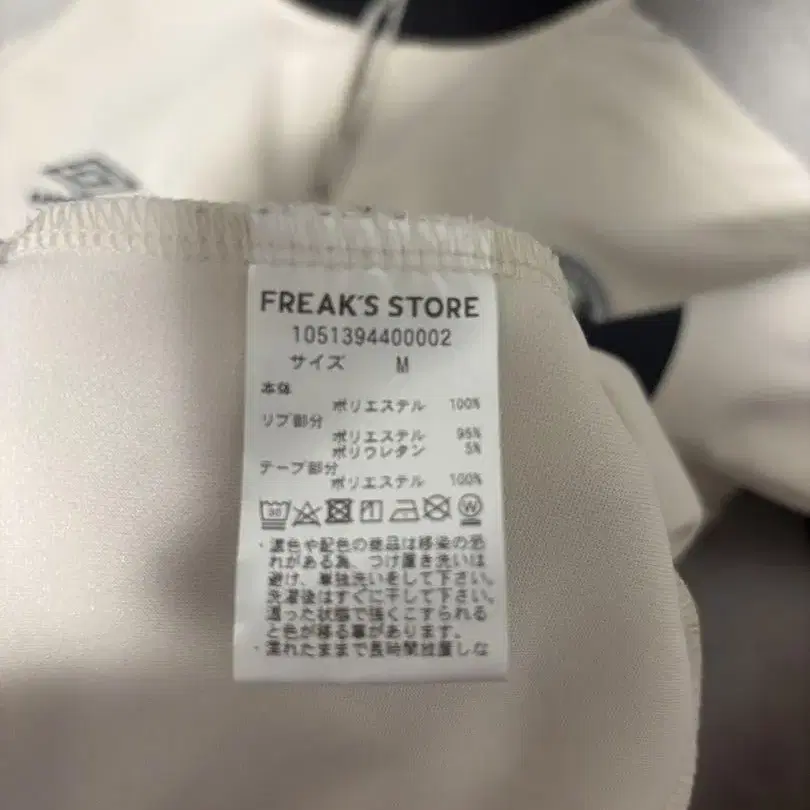 FREAK'S STORE
1051394400002
サイズ M
本体
ポリエステル 100%
リブ部分
ポリエステル 95%
ポリウレタン 5%
テープ部分
ポリエステル 100%
30
W
・濃色や配色の商品は移染の恐
れがある為、つけ置き洗いは
避け、単独洗いをして下さい。
洗濯後はすぐに干して下さい。
湿った状態で強くこすられる
と色が移る事があります。
・濡れたままで長時間放置しな